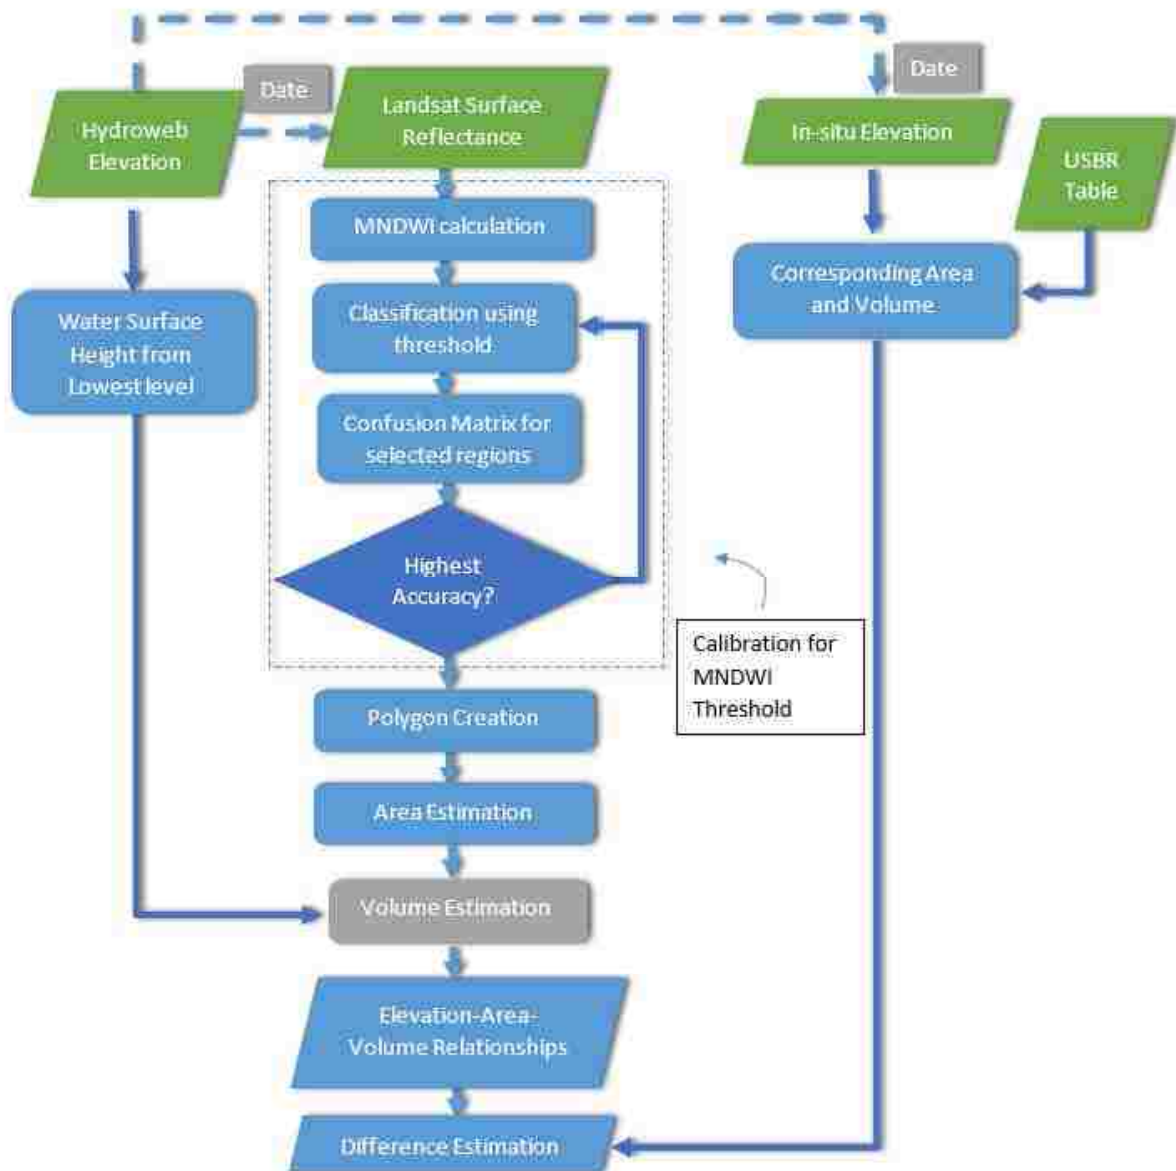 Date
Date
Hydroweb
Elevation
Landsat Surface
Reflectance
In-situ Elevation
USBR
Table
MNDWI calculation
Classification using
threshold
Confusion Matrix for
selected regions
Highest
Accuracy?
Water Surface
Height from
Lowest level
Corresponding Area
and Volume
Calibration for
MNDWI
Threshold
Polygon Creation
Area Estimation
Volume Estimation
Elevation-Area-
Volume Relationships
Difference Estimation